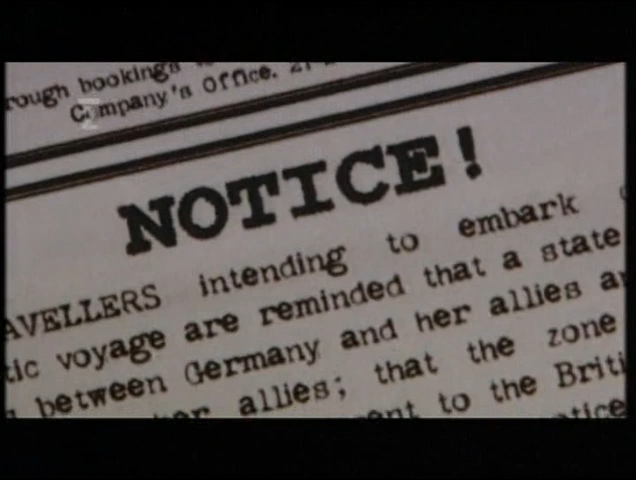 rough bookings
Company's Office.
NOTICE!
AVELLERS intending to embark
tic voyage are reminded that a state
between Germany and her allies
allies; that the zone
to the Briti